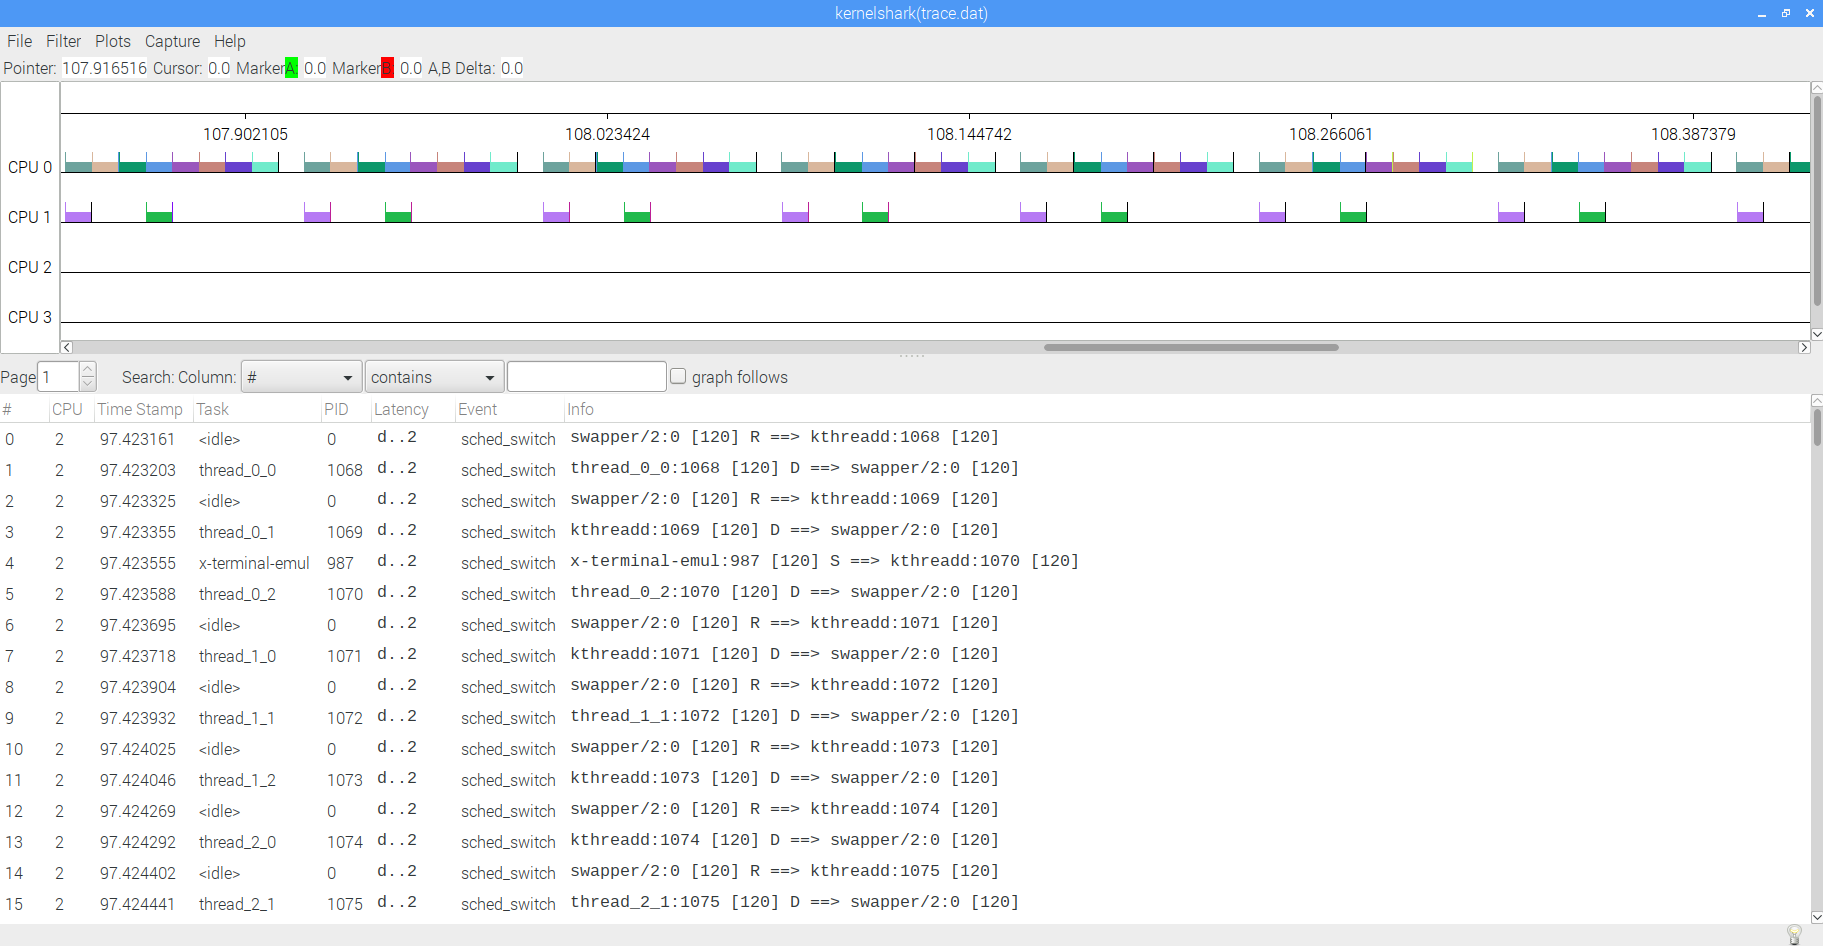 kernelshark(trace.dat)
File Filter Plots Capture Help
Pointer: 107.916516 Cursor: 0.0 MarkerA: 0.0 MarkerB: 0.0 A,B Delta: 0.0
107.902105 108.023424 108.144742 108.266061 108.387379
CPU 0
CPU 1
CPU 2
CPU 3
Page 1 Search: Column: # contains graph follows
# CPU Time Stamp Task PID Latency Event Info
0 2 97.423161 <idle> 0 d..2 sched_switch swapper/2:0 [120] R ==> kthreadd:1068 [120]
1 2 97.423203 thread_0_0 1068 d..2 sched_switch thread_0_0:1068 [120] D ==> swapper/2:0 [120]
2 2 97.423325 <idle> 0 d..2 sched_switch swapper/2:0 [120] R ==> kthreadd:1069 [120]
3 2 97.423355 thread_0_1 1069 d..2 sched_switch kthreadd:1069 [120] D ==> swapper/2:0 [120]
4 2 97.423555 x-terminal-emul 987 d..2 sched_switch x-terminal-emul:987 [120] S ==> kthreadd:1070 [120]
5 2 97.423588 thread_0_2 1070 d..2 sched_switch thread_0_2:1070 [120] D ==> swapper/2:0 [120]
6 2 97.423695 <idle> 0 d..2 sched_switch swapper/2:0 [120] R ==> kthreadd:1071 [120]
7 2 97.423718 thread_1_0 1071 d..2 sched_switch kthreadd:1071 [120] D ==> swapper/2:0 [120]
8 2 97.423904 <idle> 0 d..2 sched_switch swapper/2:0 [120] R ==> kthreadd:1072 [120]
9 2 97.423932 thread_1_1 1072 d..2 sched_switch thread_1_1:1072 [120] D ==> swapper/2:0 [120]
10 2 97.424025 <idle> 0 d..2 sched_switch swapper/2:0 [120] R ==> kthreadd:1073 [120]
11 2 97.424046 thread_1_2 1073 d..2 sched_switch kthreadd:1073 [120] D ==> swapper/2:0 [120]
12 2 97.424269 <idle> 0 d..2 sched_switch swapper/2:0 [120] R ==> kthreadd:1074 [120]
13 2 97.424292 thread_2_0 1074 d..2 sched_switch kthreadd:1074 [120] D ==> swapper/2:0 [120]
14 2 97.424402 <idle> 0 d..2 sched_switch swapper/2:0 [120] R ==> kthreadd:1075 [120]
15 2 97.424441 thread_2_1 1075 d..2 sched_switch thread_2_1:1075 [120] D ==> swapper/2:0 [120]